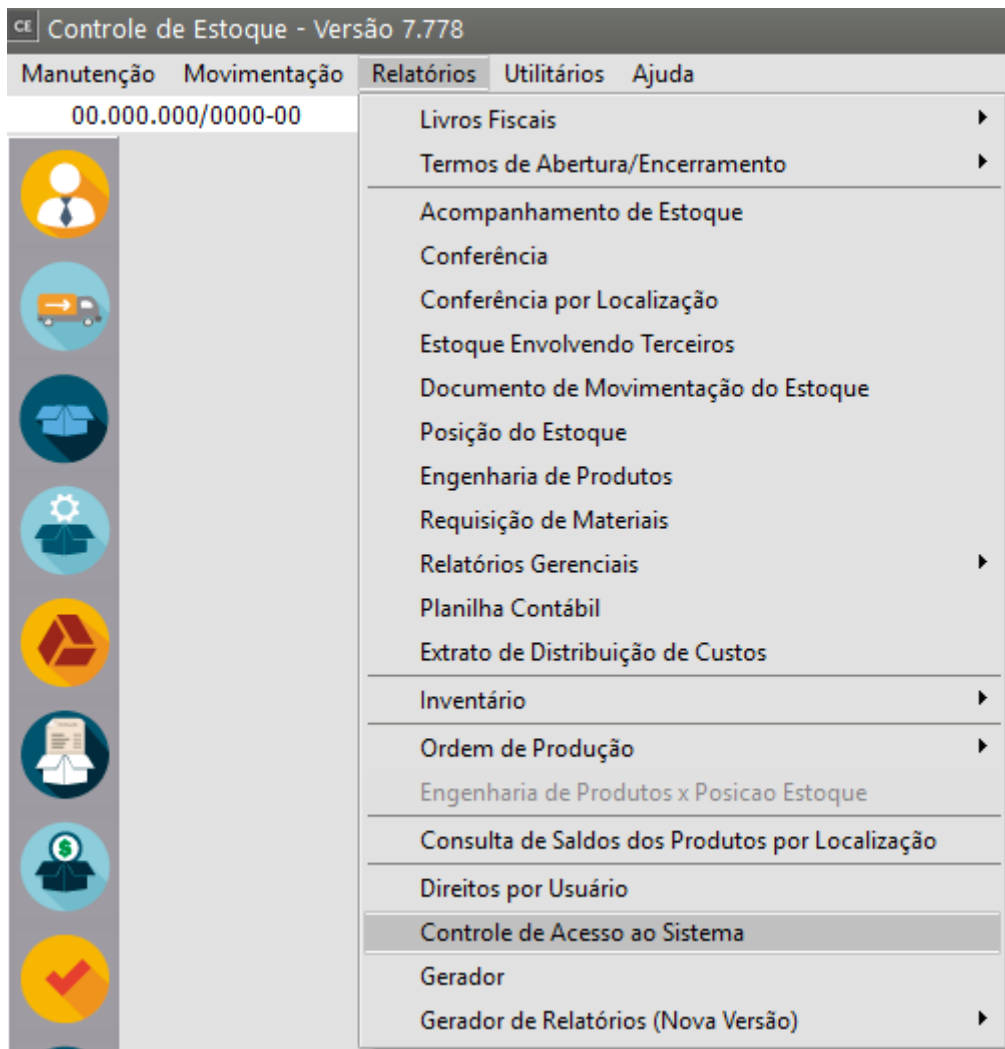 CE Controle de Estoque - Versão 7.778
Manutenção Movimentação Relatórios Utilitários Ajuda
00.000.000/0000-00
Livros Fiscais
Termos de Abertura/Encerramento
Acompanhamento de Estoque
Conferência
Conferência por Localização
Estoque Envolvendo Terceiros
Documento de Movimentação do Estoque
Posição do Estoque
Engenharia de Produtos
Requisição de Materiais
Relatórios Gerenciais
Planilha Contábil
Extrato de Distribuição de Custos
Inventário
Ordem de Produção
Engenharia de Produtos x Posicao Estoque
Consulta de Saldos dos Produtos por Localização
Direitos por Usuário
Controle de Acesso ao Sistema
Gerador
Gerador de Relatórios (Nova Versão)